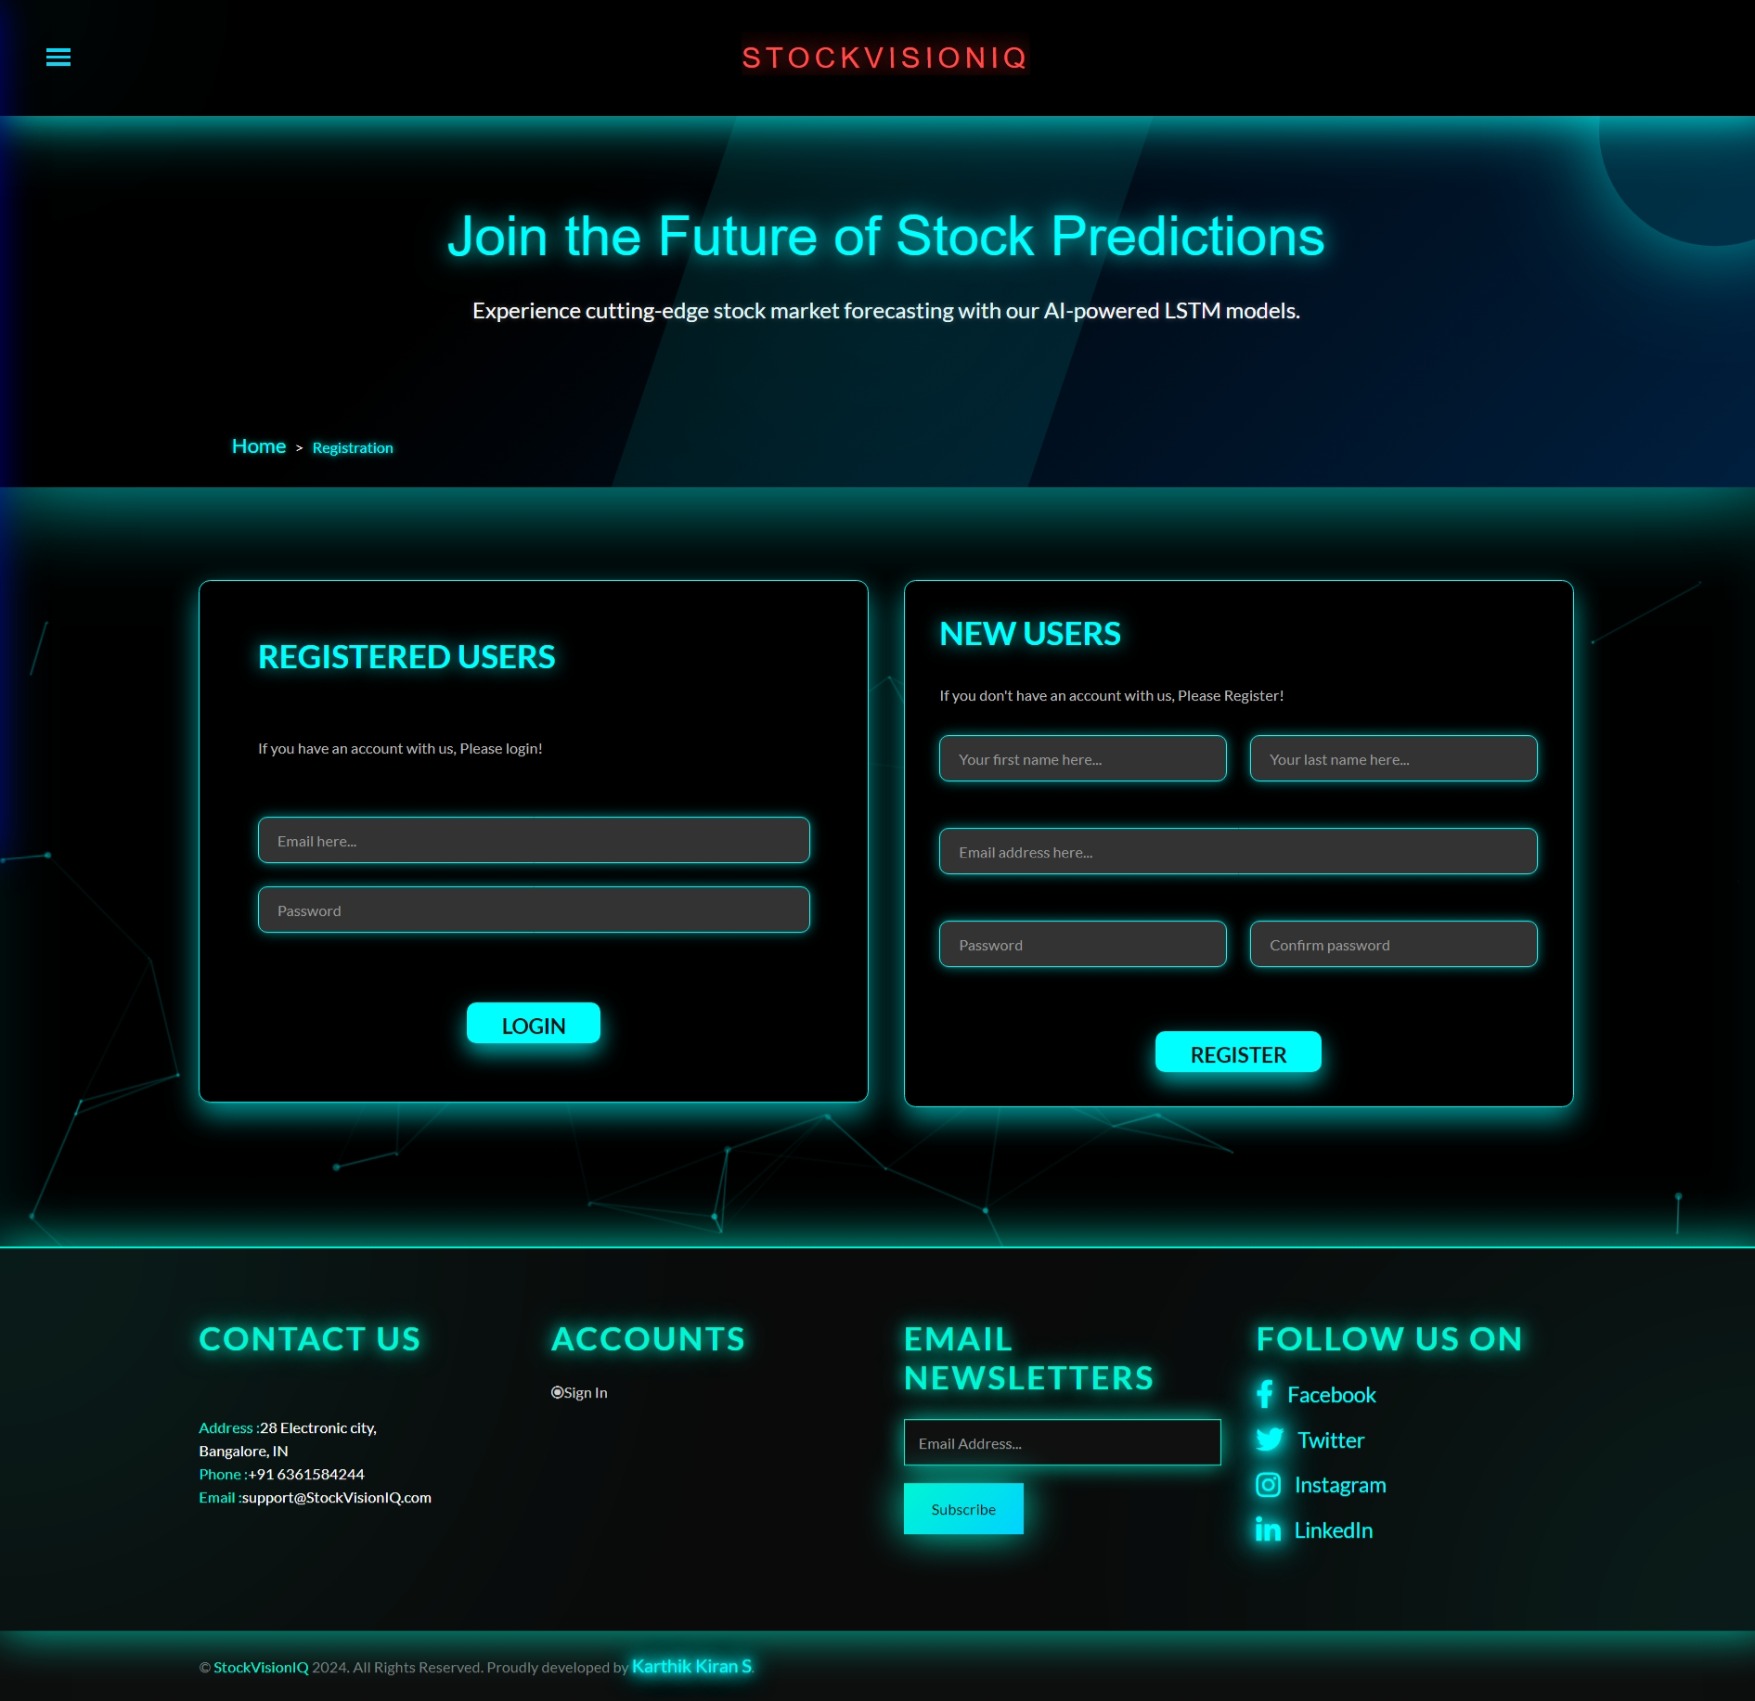 STOCKVISIONIQ
Join the Future of Stock Predictions
Experience cutting-edge stock market forecasting with our AI-powered LSTM models.
Home > Registration
REGISTERED USERS
If you have an account with us, Please login!
Email here...
Password
LOGIN
NEW USERS
If you don't have an account with us, Please Register!
Your first name here... Your last name here...
Email address here...
Password Confirm password
REGISTER
CONTACT US
Address :28 Electronic city,
Bangalore, IN
Phone :+91 6361584244
Email :support@StockVisionIQ.com
ACCOUNTS
Sign In
EMAIL
NEWSLETTERS
Email Address...
Subscribe
FOLLOW US ON
Facebook
Twitter
Instagram
LinkedIn
© StockVisionIQ 2024. All Rights Reserved. Proudly developed by Karthik Kiran S.